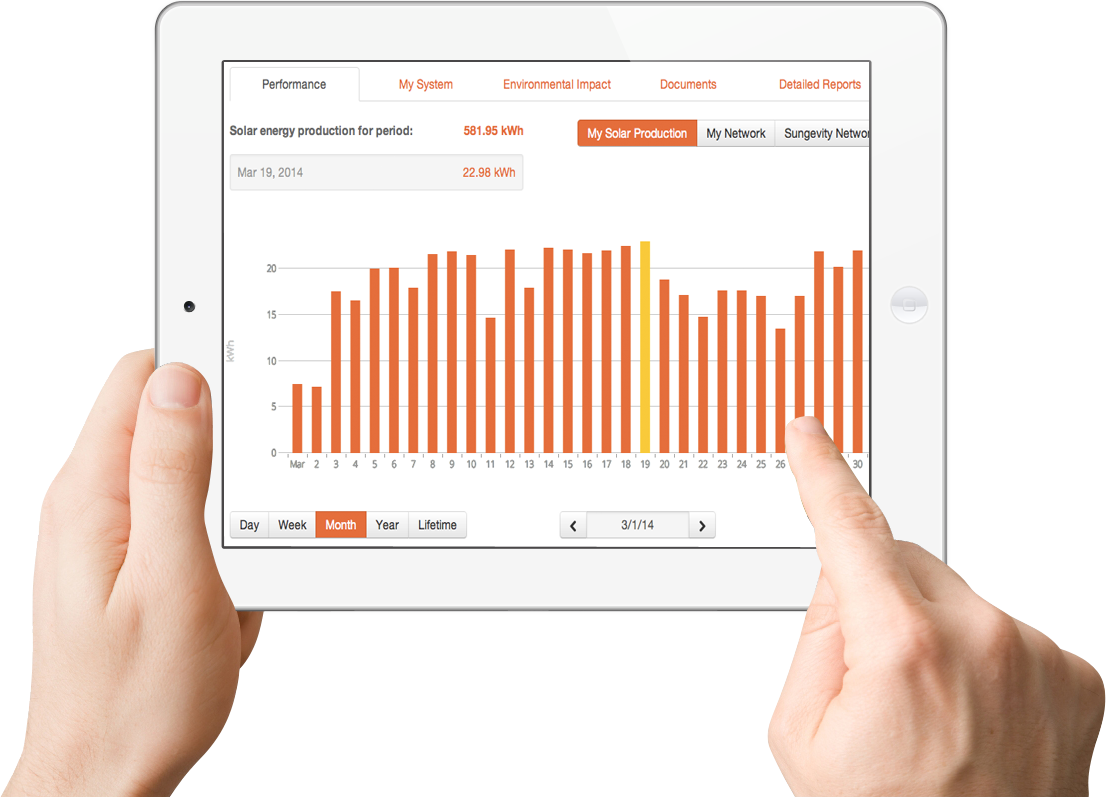 Performance My System Environmental Impact Documents Detailed Reports
Solar energy production for period: 581.95 kWh My Solar Production My Network Sungevity Networ
Mar 19, 2014 22.98 kWh
20
15
10
5
0
kWh
Mar 2 3 4 5 6 7 8 9 10 11 12 13 14 15 16 17 18 19 20 21 22 23 24 25 26 30
Day Week Month Year Lifetime 3/1/14